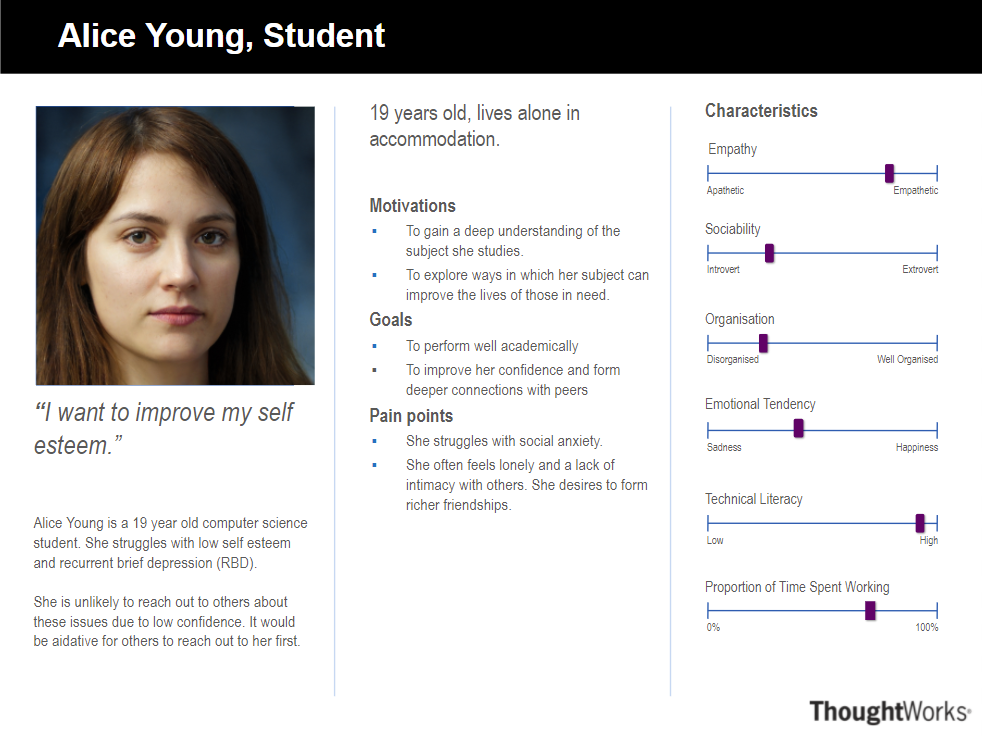 Alice Young, Student
“I want to improve my self
esteem.”
Alice Young is a 19 year old computer science
student. She struggles with low self esteem
and recurrent brief depression (RBD).
She is unlikely to reach out to others about
these issues due to low confidence. It would
be aidative for others to reach out to her first.
19 years old, lives alone in
accommodation.
Motivations
▪ To gain a deep understanding of the
subject she studies.
▪ To explore ways in which her subject can
improve the lives of those in need.
Goals
▪ To perform well academically
▪ To improve her confidence and form
deeper connections with peers
Pain points
▪ She struggles with social anxiety.
▪ She often feels lonely and a lack of
intimacy with others. She desires to form
richer friendships.
Characteristics
Empathy
Apathetic Empathetic
Sociability
Introvert Extrovert
Organisation
Disorganised Well Organised
Emotional Tendency
Sadness Happiness
Technical Literacy
Low High
Proportion of Time Spent Working
0% 100%
ThoughtWorks®